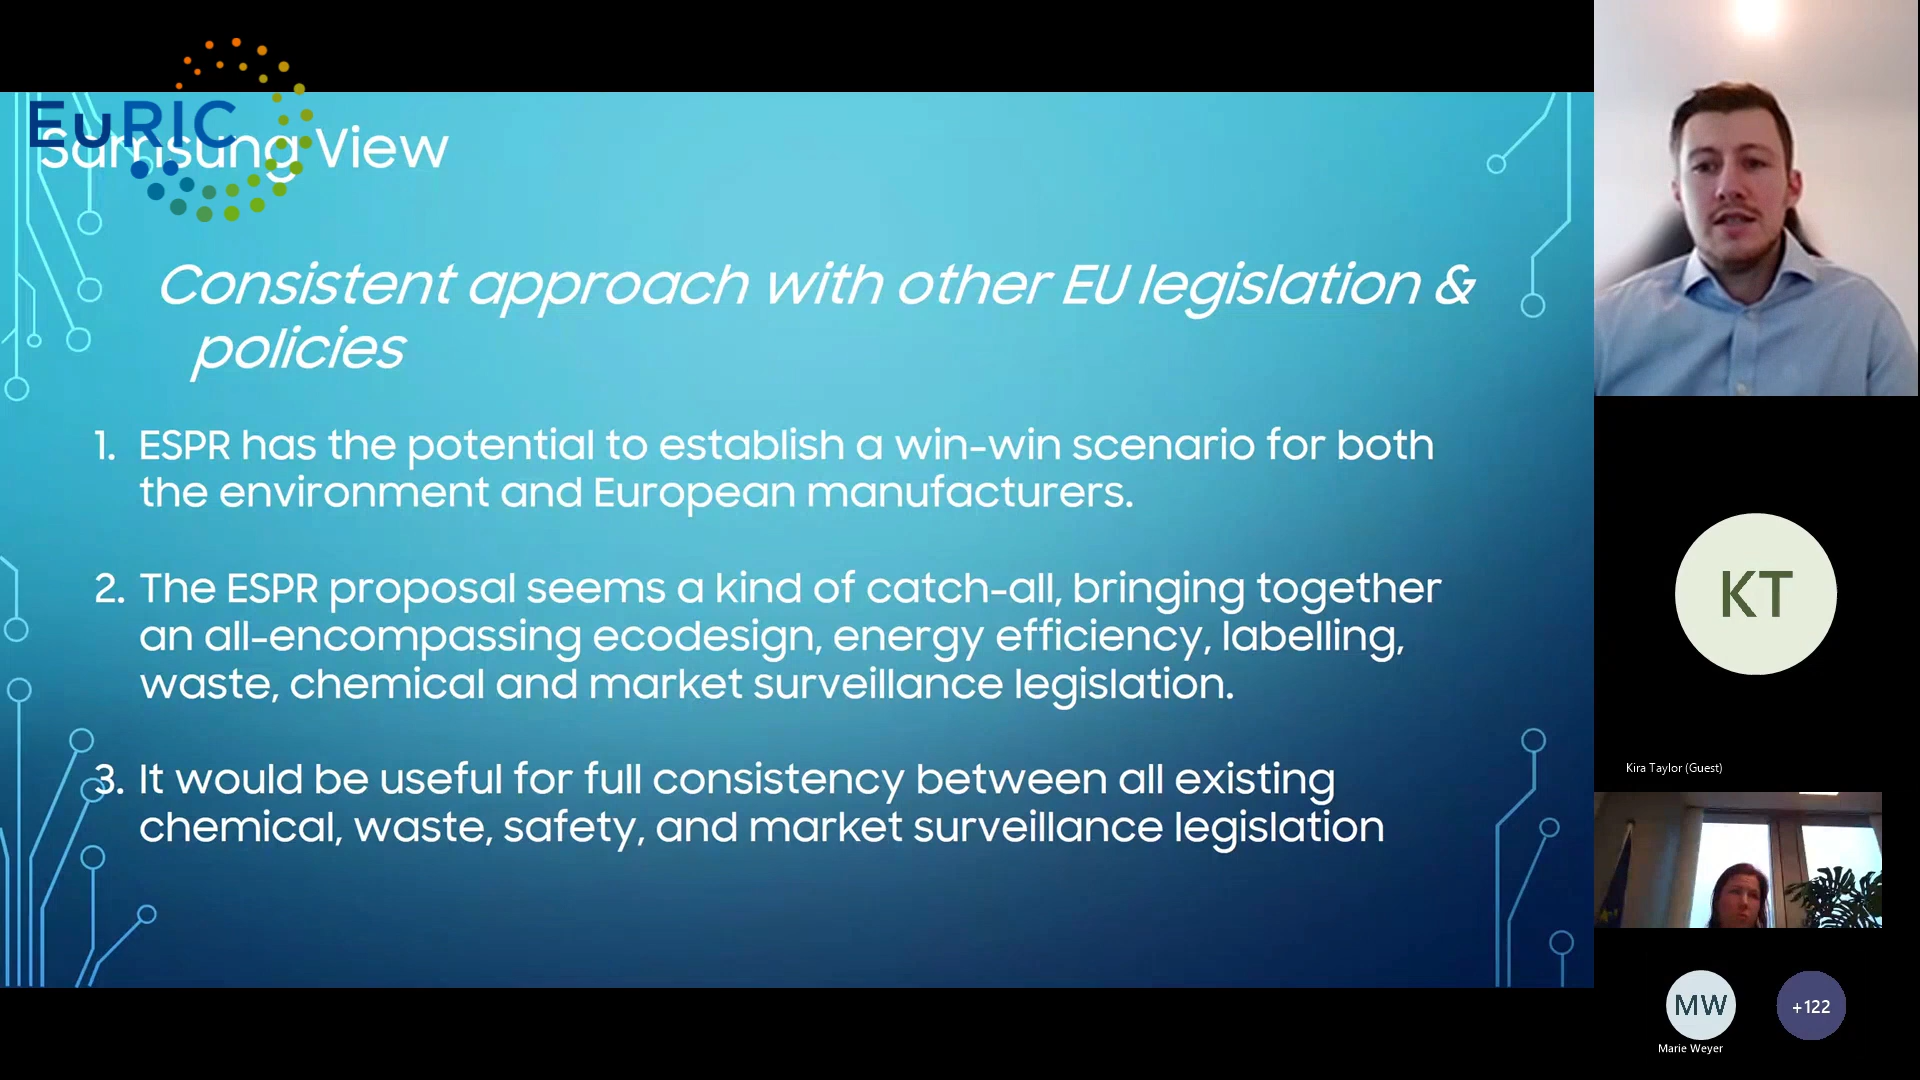 EuRIC
Samsung View
Consistent approach with other EU legislation &
policies
1. ESPR has the potential to establish a win-win scenario for both
the environment and European manufacturers.
2. The ESPR proposal seems a kind of catch-all, bringing together
an all-encompassing ecodesign, energy efficiency, labelling,
waste, chemical and market surveillance legislation.
3. It would be useful for full consistency between all existing
chemical, waste, safety, and market surveillance legislation
KT
Kira Taylor (Guest)
MW
+122
Marie Weyer